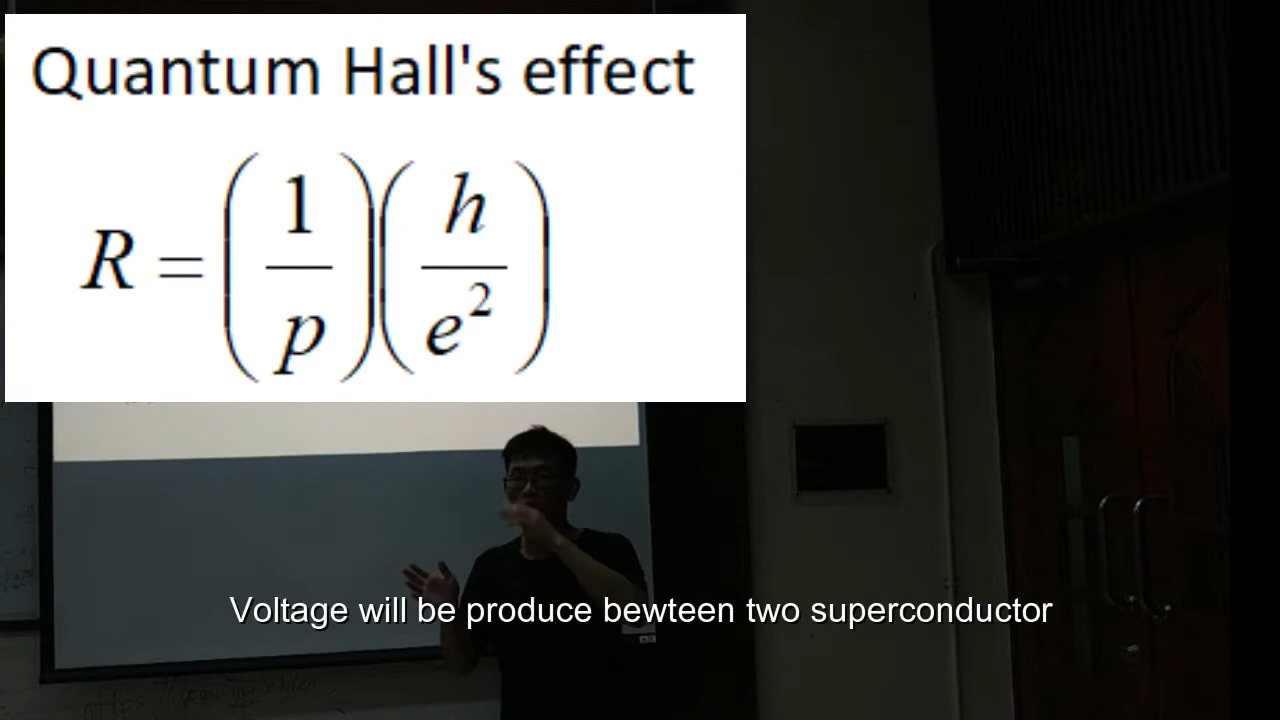 Quantum Hall's effect
R = (1/p)(h/e²)
Voltage will be produce bewteen two superconductor